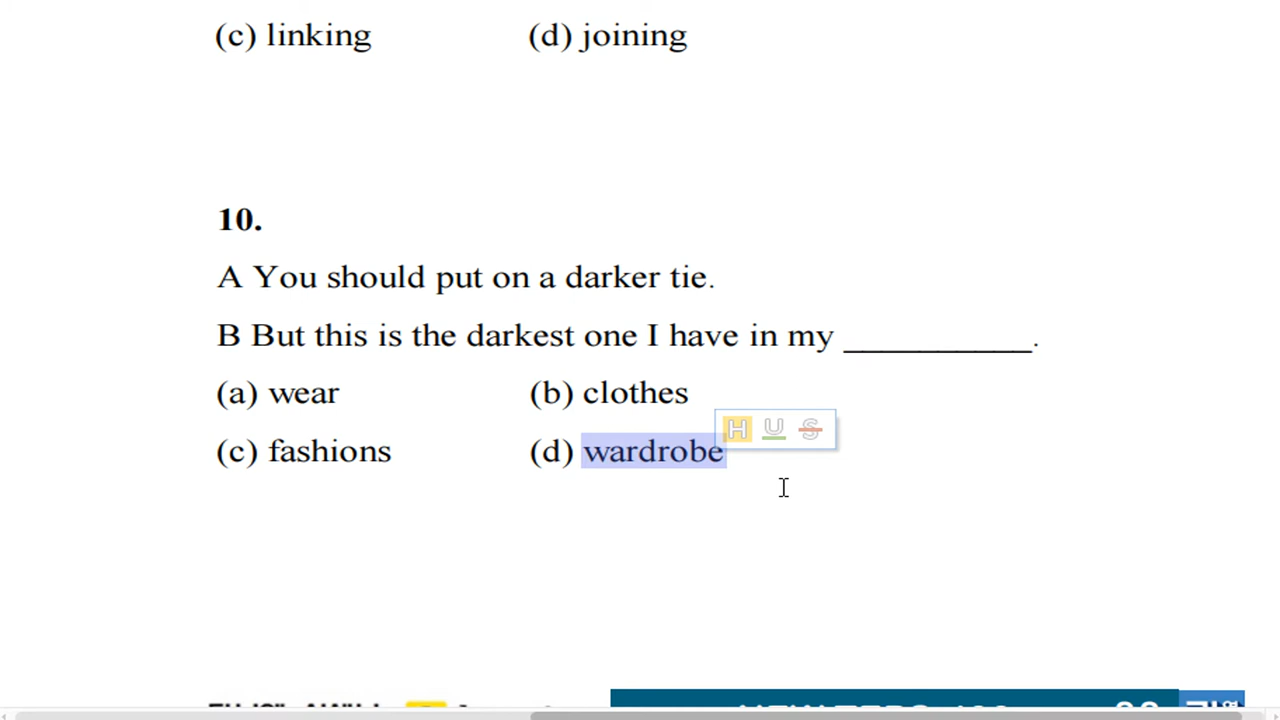 (c) linking (d) joining
10.
A You should put on a darker tie.
B But this is the darkest one I have in my __________.
(a) wear (b) clothes
H U S
(c) fashions (d) wardrobe